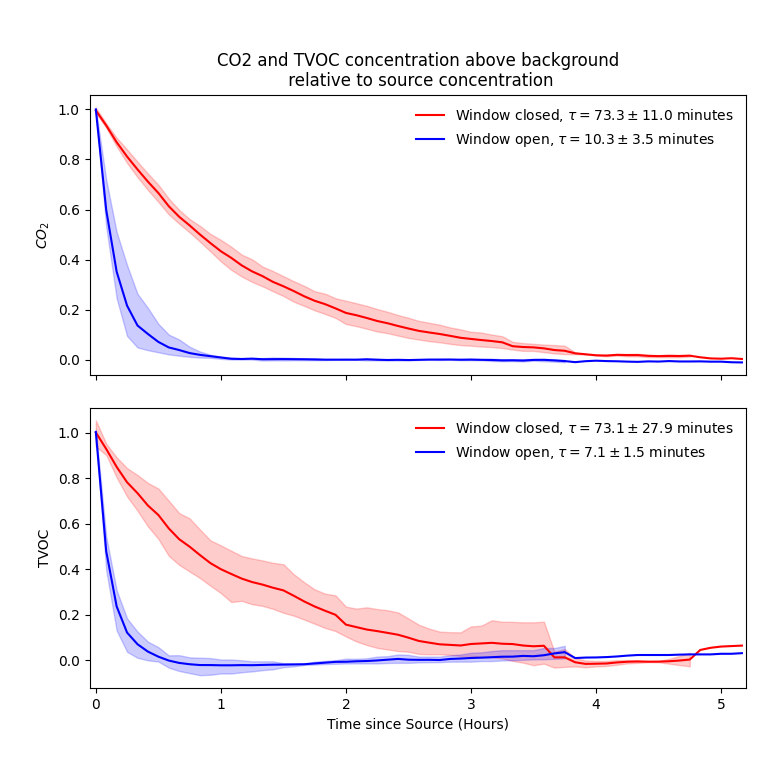 CO2 and TVOC concentration above background
relative to source concentration
1.0
0.8
0.6
0.4
0.2
0.0
CO₂
Window closed, τ = 73.3 ± 11.0 minutes
Window open, τ = 10.3 ± 3.5 minutes
1.0
0.8
0.6
0.4
0.2
0.0
TVOC
Window closed, τ = 73.1 ± 27.9 minutes
Window open, τ = 7.1 ± 1.5 minutes
0 1 2 3 4 5
Time since Source (Hours)